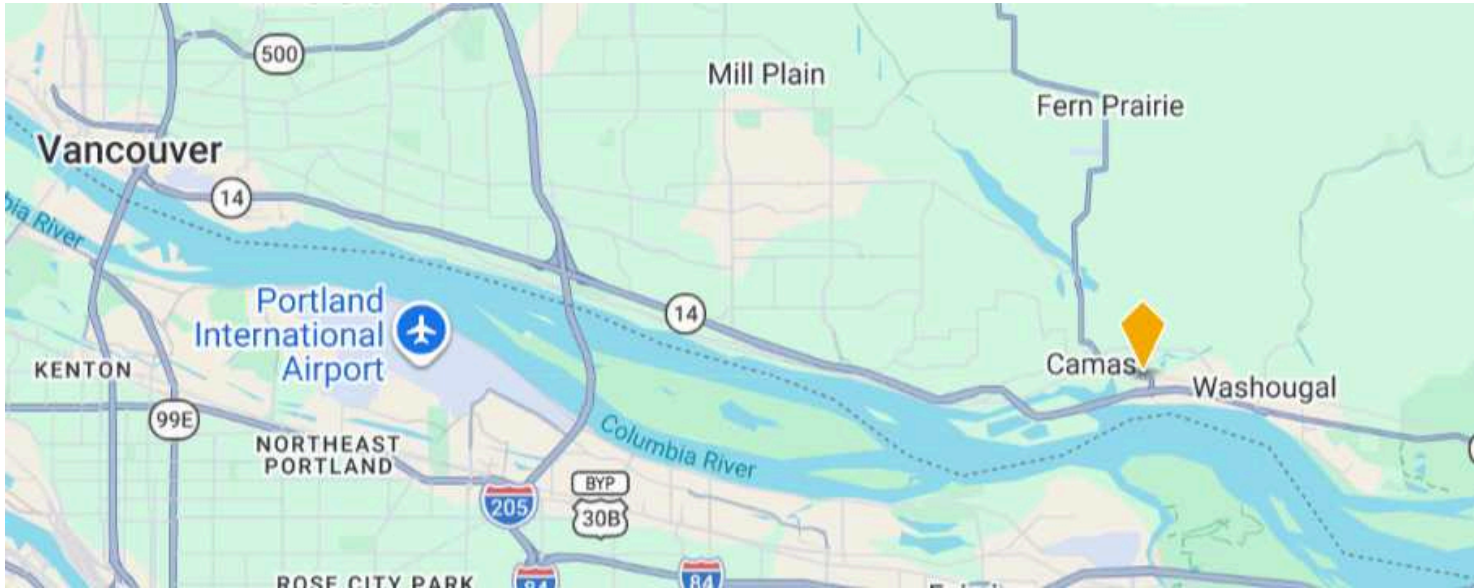 500
Mill Plain
Fern Prairie
Vancouver
14
Columbia River
Portland
International
Airport
14
KENTON
Camas
Washougal
99E
NORTHEAST
PORTLAND
Columbia River
BYP
30B
205
ROSE CITY PARK
84
84